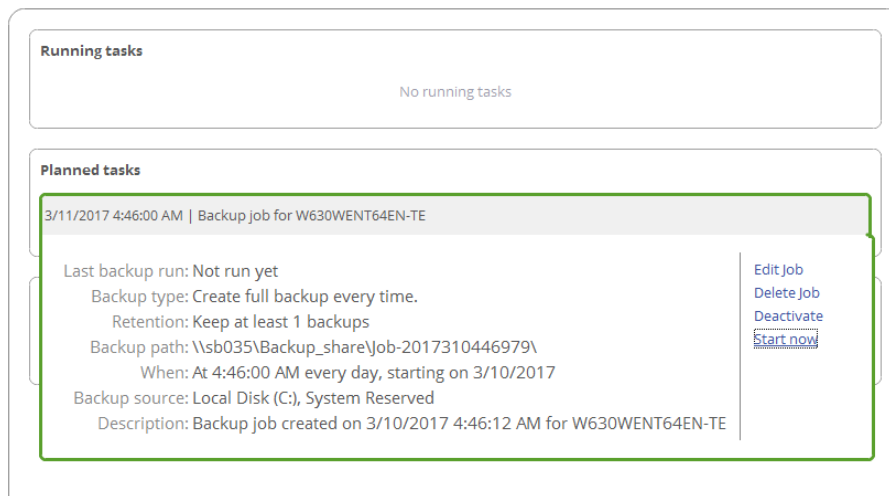 Running tasks
No running tasks
Planned tasks
3/11/2017 4:46:00 AM | Backup job for W630WENT64EN-TE
Last backup run: Not run yet
Backup type: Create full backup every time.
Retention: Keep at least 1 backups
Backup path: \\sb035\Backup_share\Job-2017310446979\
When: At 4:46:00 AM every day, starting on 3/10/2017
Backup source: Local Disk (C:), System Reserved
Description: Backup job created on 3/10/2017 4:46:12 AM for W630WENT64EN-TE
Edit Job
Delete Job
Deactivate
Start now